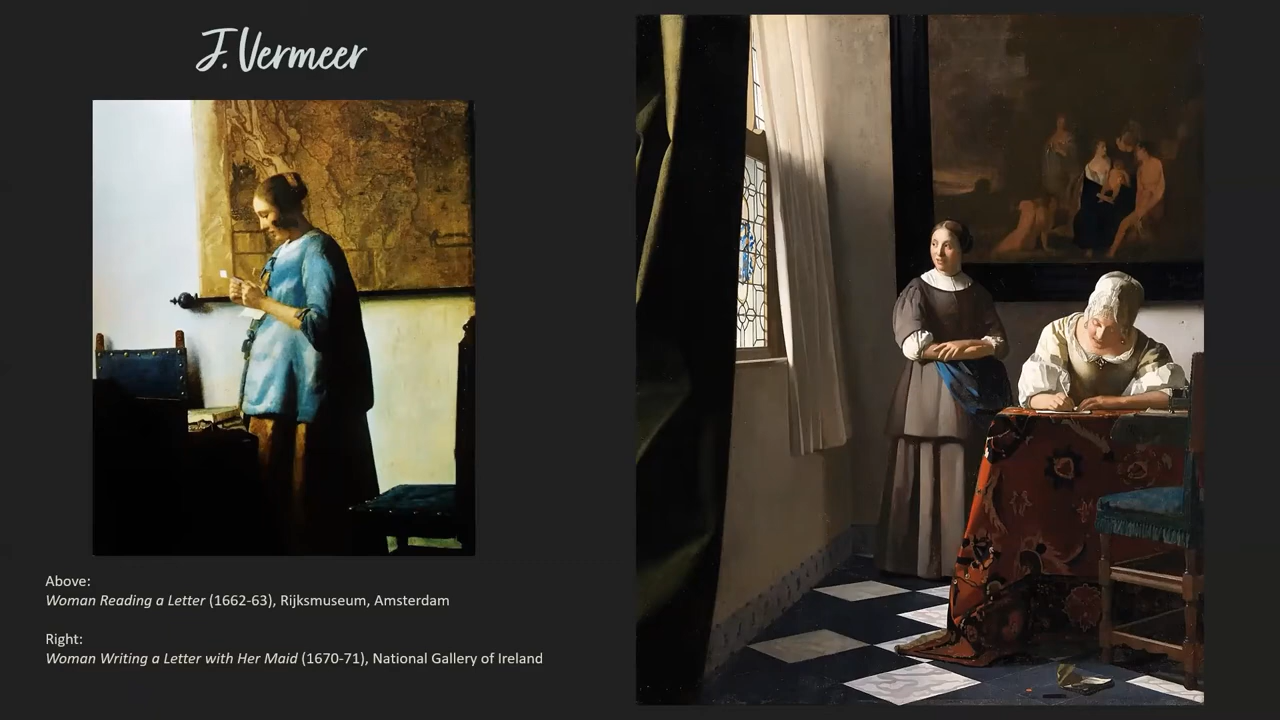 J. Vermeer
Above:
Woman Reading a Letter (1662-63), Rijksmuseum, Amsterdam
Right:
Woman Writing a Letter with Her Maid (1670-71), National Gallery of Ireland